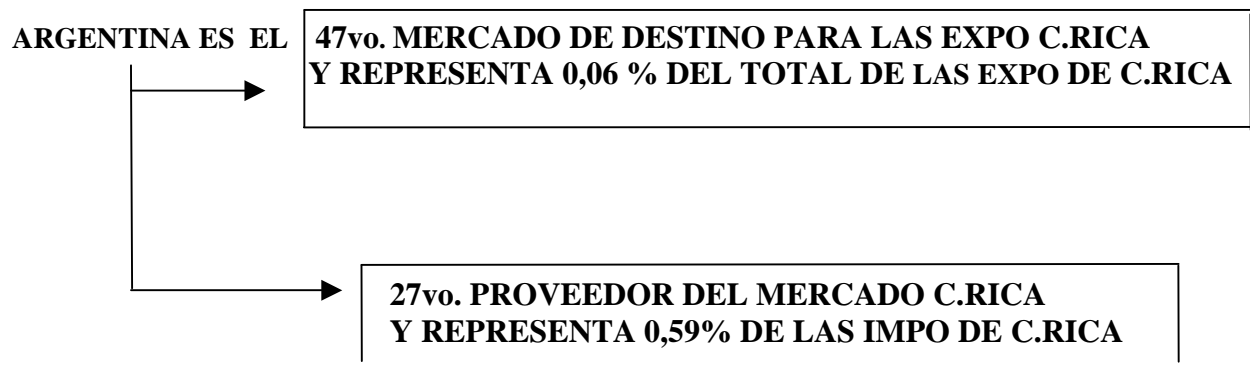 ARGENTINA ES EL 47vo. MERCADO DE DESTINO PARA LAS EXPO C.RICA
Y REPRESENTA 0,06 % DEL TOTAL DE LAS EXPO DE C.RICA
27vo. PROVEEDOR DEL MERCADO C.RICA
Y REPRESENTA 0,59% DE LAS IMPO DE C.RICA